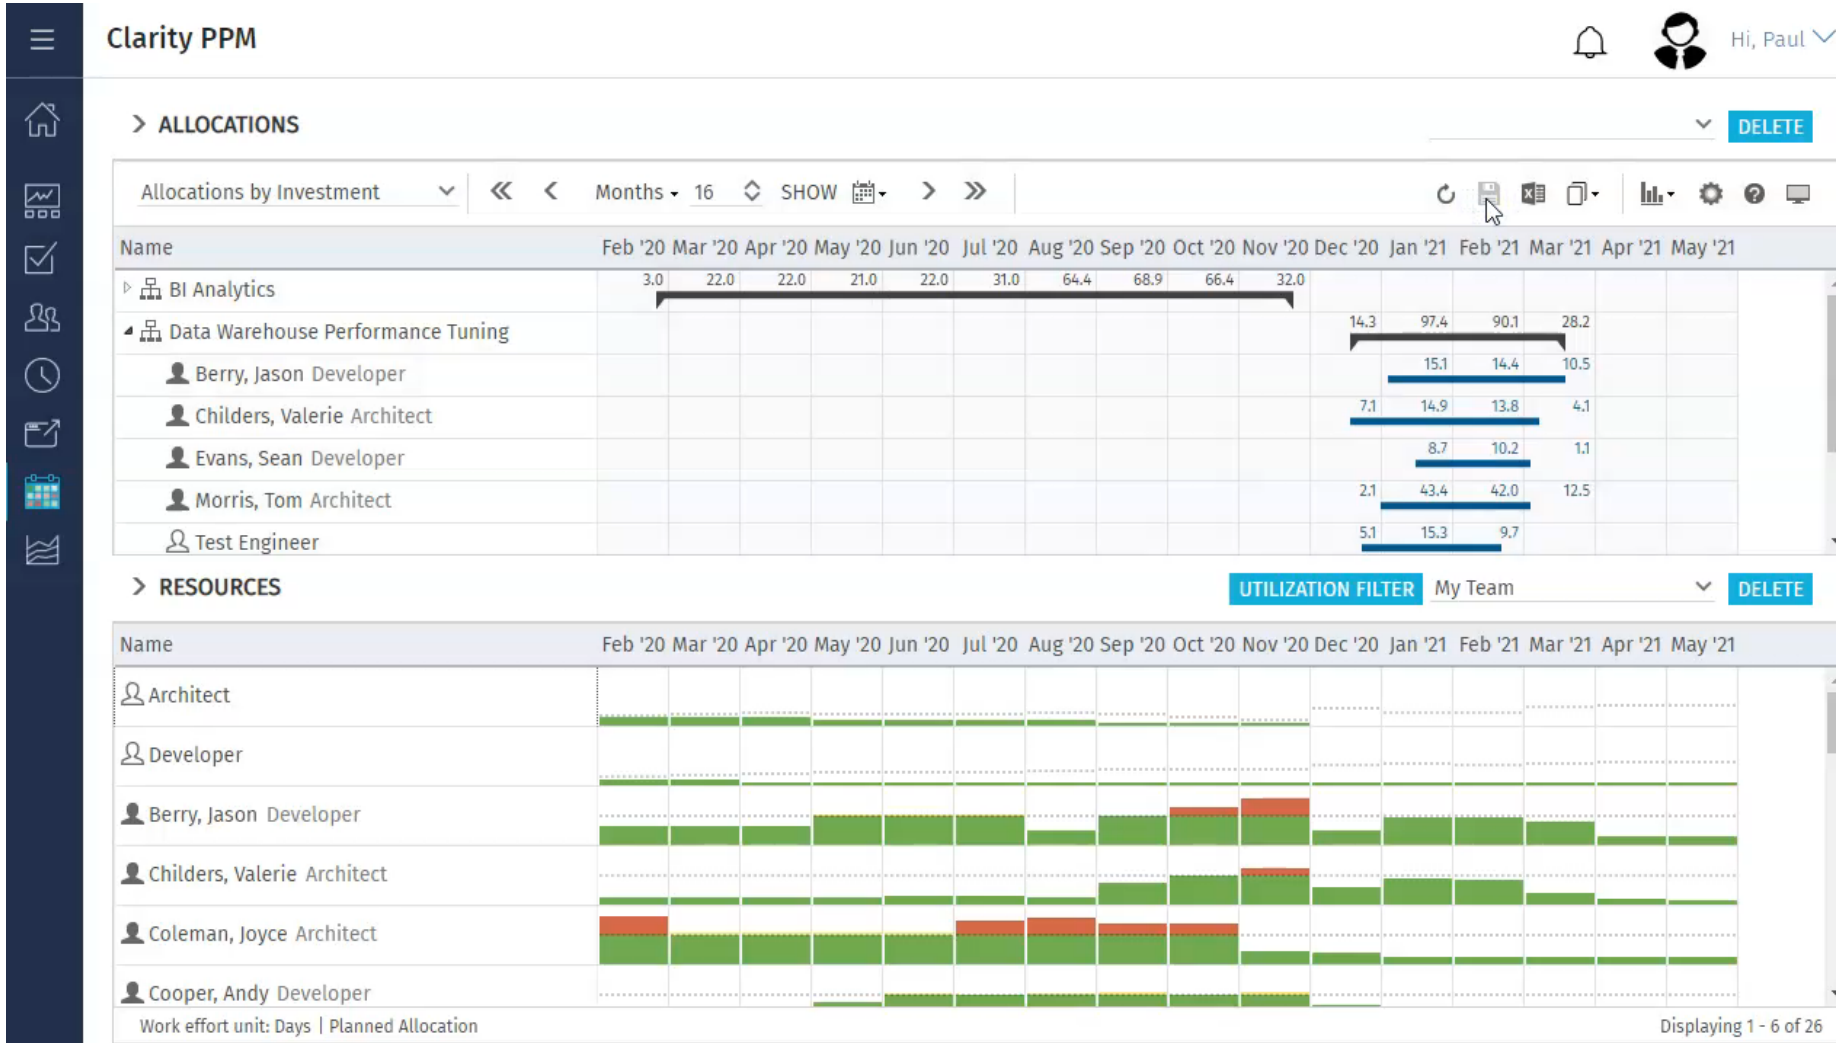 Clarity PPM
Hi, Paul
ALLOCATIONS
DELETE
Allocations by Investment
Months 16 SHOW
Name Feb '20 Mar '20 Apr '20 May '20 Jun '20 Jul '20 Aug '20 Sep '20 Oct '20 Nov '20 Dec '20 Jan '21 Feb '21 Mar '21 Apr '21 May '21
BI Analytics 3.0 22.0 22.0 21.0 22.0 31.0 64.4 68.9 66.4 32.0
Data Warehouse Performance Tuning 14.3 97.4 90.1 28.2
Berry, Jason Developer 15.1 14.4 10.5
Childers, Valerie Architect 7.1 14.9 13.8 4.1
Evans, Sean Developer 8.7 10.2 1.1
Morris, Tom Architect 2.1 43.4 42.0 12.5
Test Engineer 5.1 15.3 9.7
RESOURCES
UTILIZATION FILTER My Team DELETE
Name Feb '20 Mar '20 Apr '20 May '20 Jun '20 Jul '20 Aug '20 Sep '20 Oct '20 Nov '20 Dec '20 Jan '21 Feb '21 Mar '21 Apr '21 May '21
Architect
Developer
Berry, Jason Developer
Childers, Valerie Architect
Coleman, Joyce Architect
Cooper, Andy Developer
Work effort unit: Days | Planned Allocation
Displaying 1 - 6 of 26